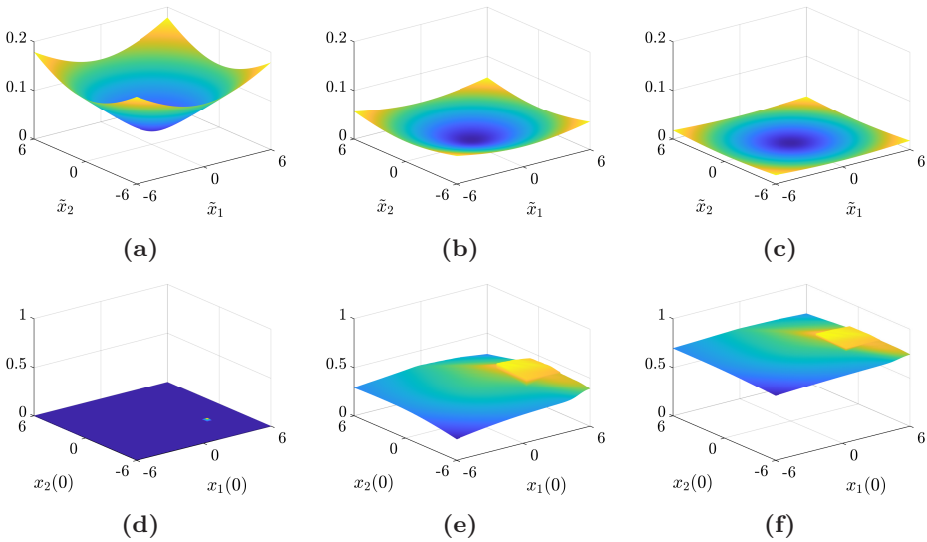 0.2 0.2 0.2
0.1 0.1 0.1
0 0 0
6 6 6 6 6 6
0 0 0 0 0 0
-6 -6 -6 -6 -6 -6
x̃₂ x̃₁ x̃₂ x̃₁ x̃₂ x̃₁
(a) (b) (c)
1 1 1
0.5 0.5 0.5
0 0 0
6 6 6 6 6 6
0 0 0 0 0 0
-6 -6 -6 -6 -6 -6
x₂(0) x₁(0) x₂(0) x₁(0) x₂(0) x₁(0)
(d) (e) (f)